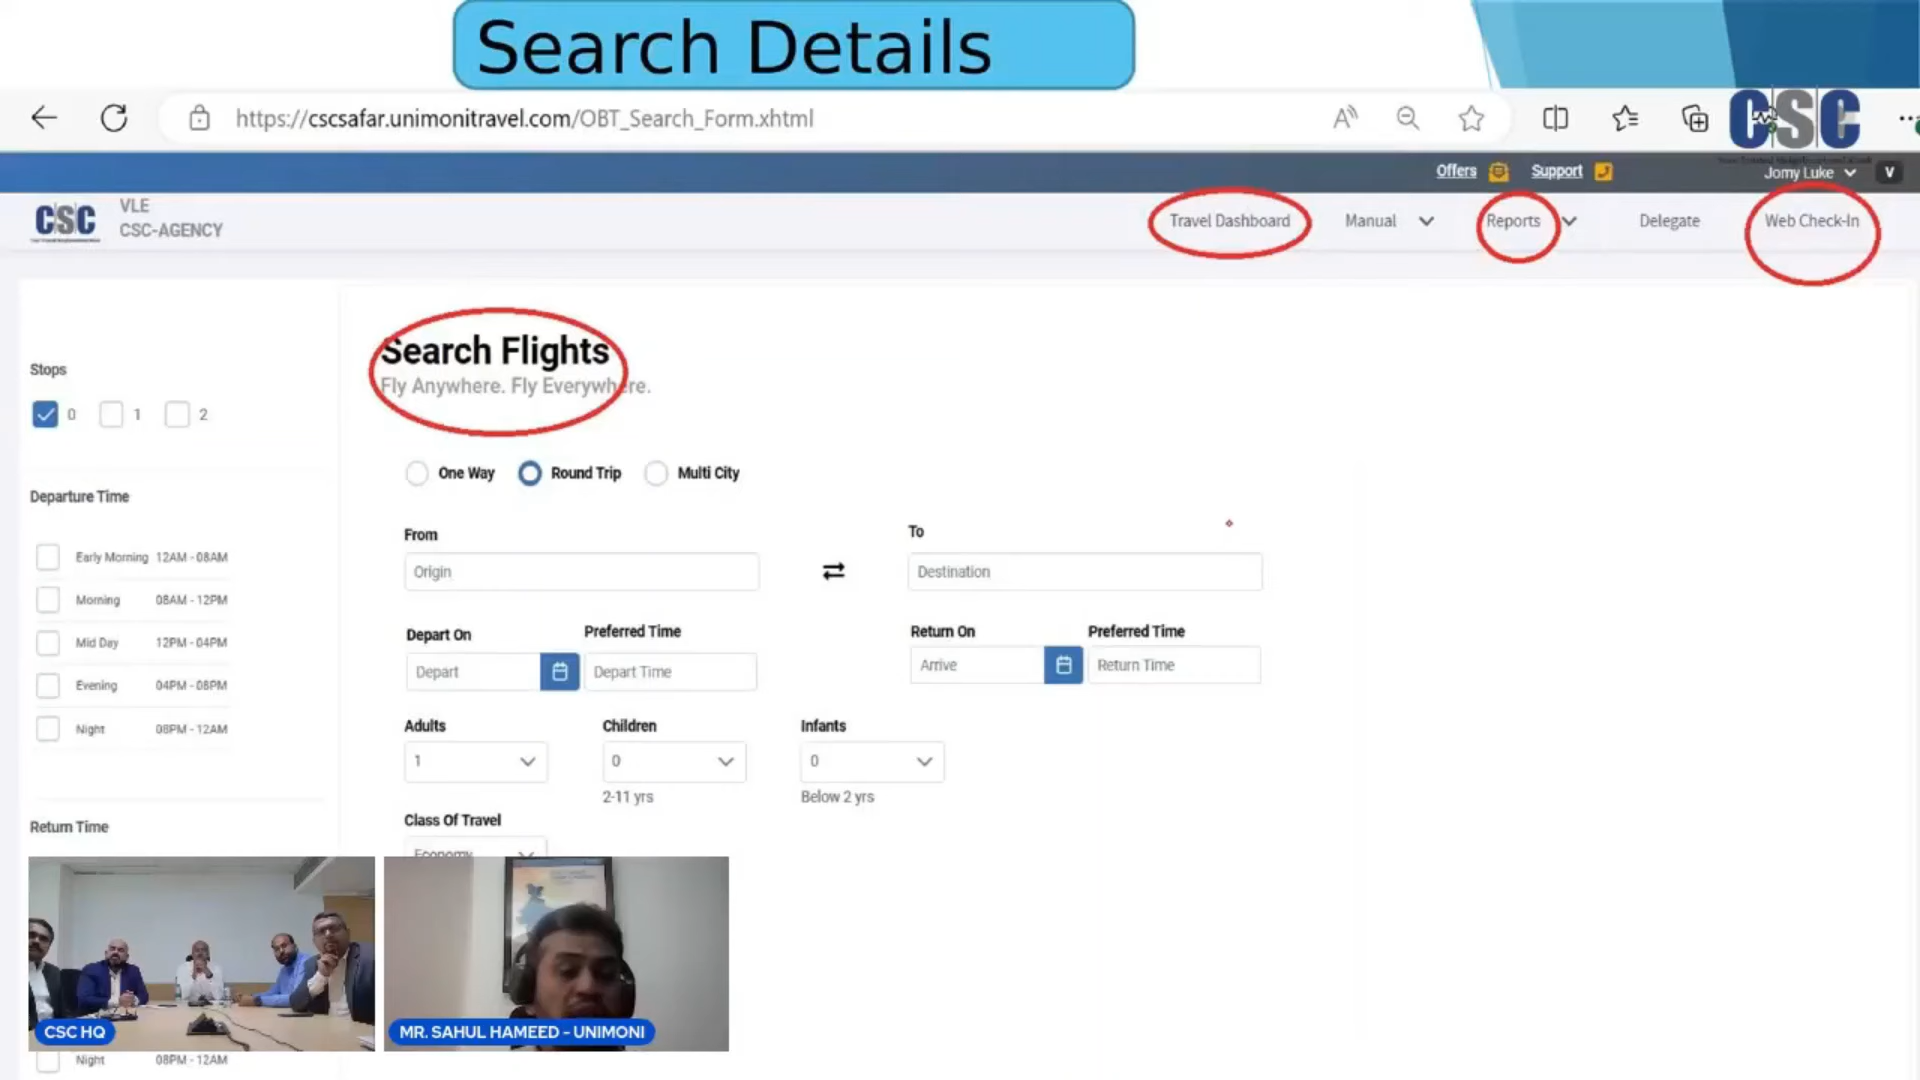 Search Details
https://cscsafar.unimonitravel.com/OBT_Search_Form.xhtml
CSC
Offers Support Jomy Luke V
CSC VLE
CSC-AGENCY
Travel Dashboard Manual Reports Delegate Web Check-In
Search Flights
Fly Anywhere. Fly Everywhere.
Stops
0 1 2
One Way Round Trip Multi City
Departure Time
Early Morning 12AM - 08AM
Morning 08AM - 12PM
Mid Day 12PM - 04PM
Evening 04PM - 08PM
Night 08PM - 12AM
From To
Origin Destination
Depart On Preferred Time Return On Preferred Time
Depart Depart Time Arrive Return Time
Adults Children Infants
1 0 0
2-11 yrs Below 2 yrs
Class Of Travel
Economy
Return Time
CSC HQ
MR. SAHUL HAMEED - UNIMONI
Night 08PM - 12AM